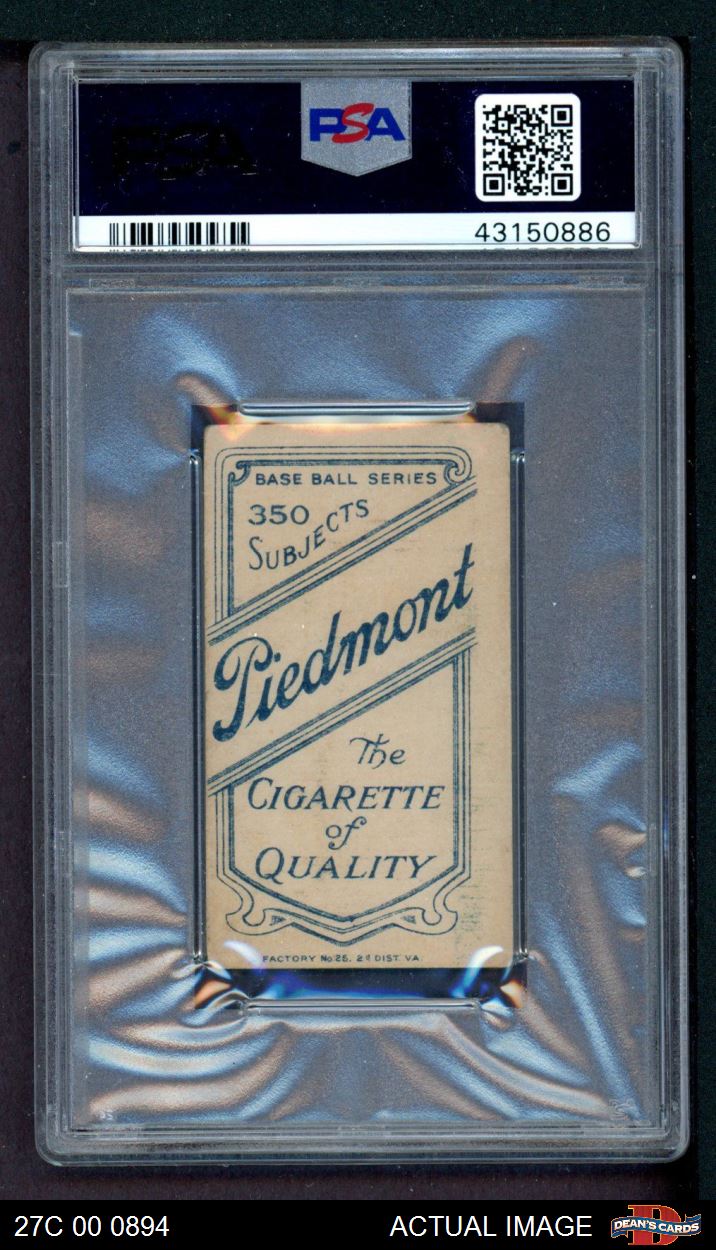 PSA
PSA
43150886
BASE BALL SERIES
350
SUBJECTS
Piedmont
The
CIGARETTE
of
QUALITY
FACTORY No 25. 2d DIST. VA.
27C 00 0894 ACTUAL IMAGE DEAN'S CARDS